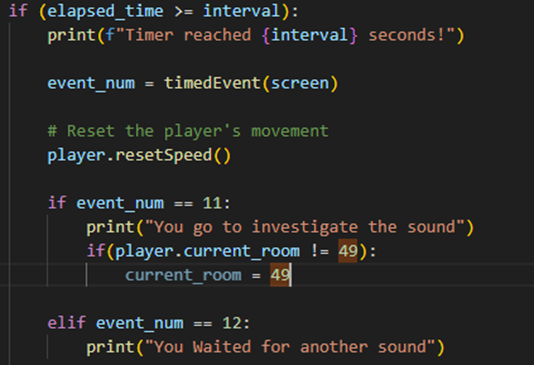 if (elapsed_time >= interval):
    print(f"Timer reached {interval} seconds!")
    event_num = timedEvent(screen)
    # Reset the player's movement
    player.resetSpeed()
    if event_num == 11:
        print("You go to investigate the sound")
        if(player.current_room != 49):
            current_room = 49
    elif event_num == 12:
        print("You Waited for another sound")